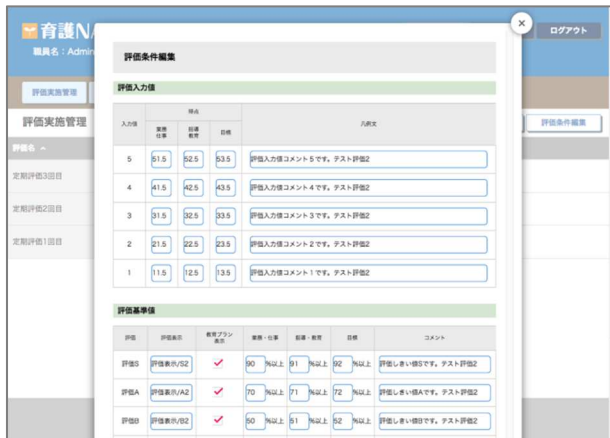 育護N
職員名：Admin
ログアウト
×
評価実施管理
評価実施管理
評価条件編集
評価名
定期評価3回目
定期評価2回目
定期評価1回目
評価条件編集
評価入力値
入力値 得点 凡例文
業務仕事 指導教育 目標
5 51.5 52.5 53.5 評価入力値コメント5です。テスト評価2
4 41.5 42.5 43.5 評価入力値コメント4です。テスト評価2
3 31.5 32.5 33.5 評価入力値コメント3です。テスト評価2
2 21.5 22.5 23.5 評価入力値コメント2です。テスト評価2
1 11.5 12.5 13.5 評価入力値コメント1です。テスト評価2
評価基準値
評価 評価表示 教育プラン表示 業務・仕事 指導・教育 目標 コメント
評価S 評価表示/S2 90 %以上 91 %以上 92 %以上 評価しきい値Sです。テスト評価2
評価A 評価表示/A2 70 %以上 71 %以上 72 %以上 評価しきい値Aです。テスト評価2
評価B 評価表示/B2 50 %以上 51 %以上 52 %以上 評価しきい値Bです。テスト評価2